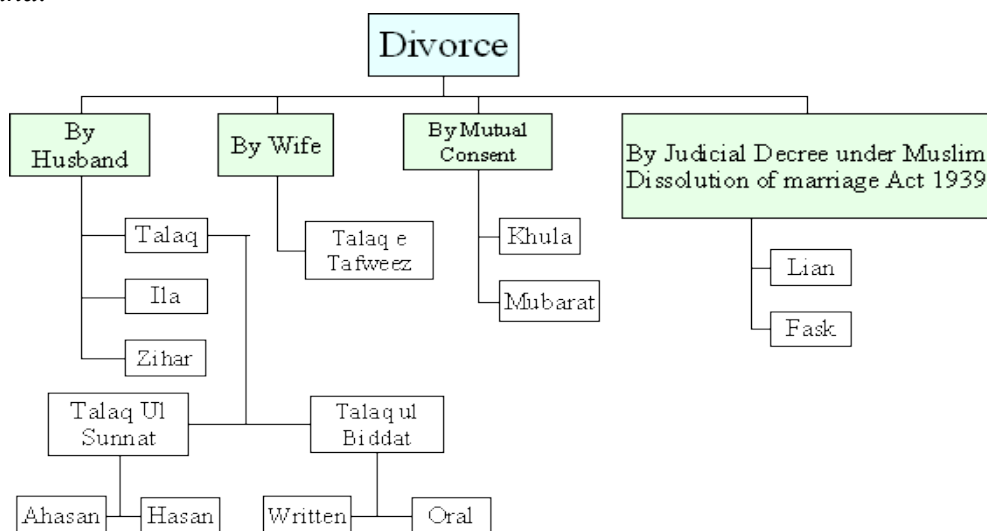 Divorce
By
Husband
By Wife
By Mutual
Consent
By Judicial Decree under Muslim
Dissolution of marriage Act 1939
Talaq
Ila
Zihar
Talaq e
Tafweez
Khula
Mubarat
Lian
Fask
Talaq Ul
Sunnat
Talaq ul
Biddat
Ahasan
Hasan
Written
Oral